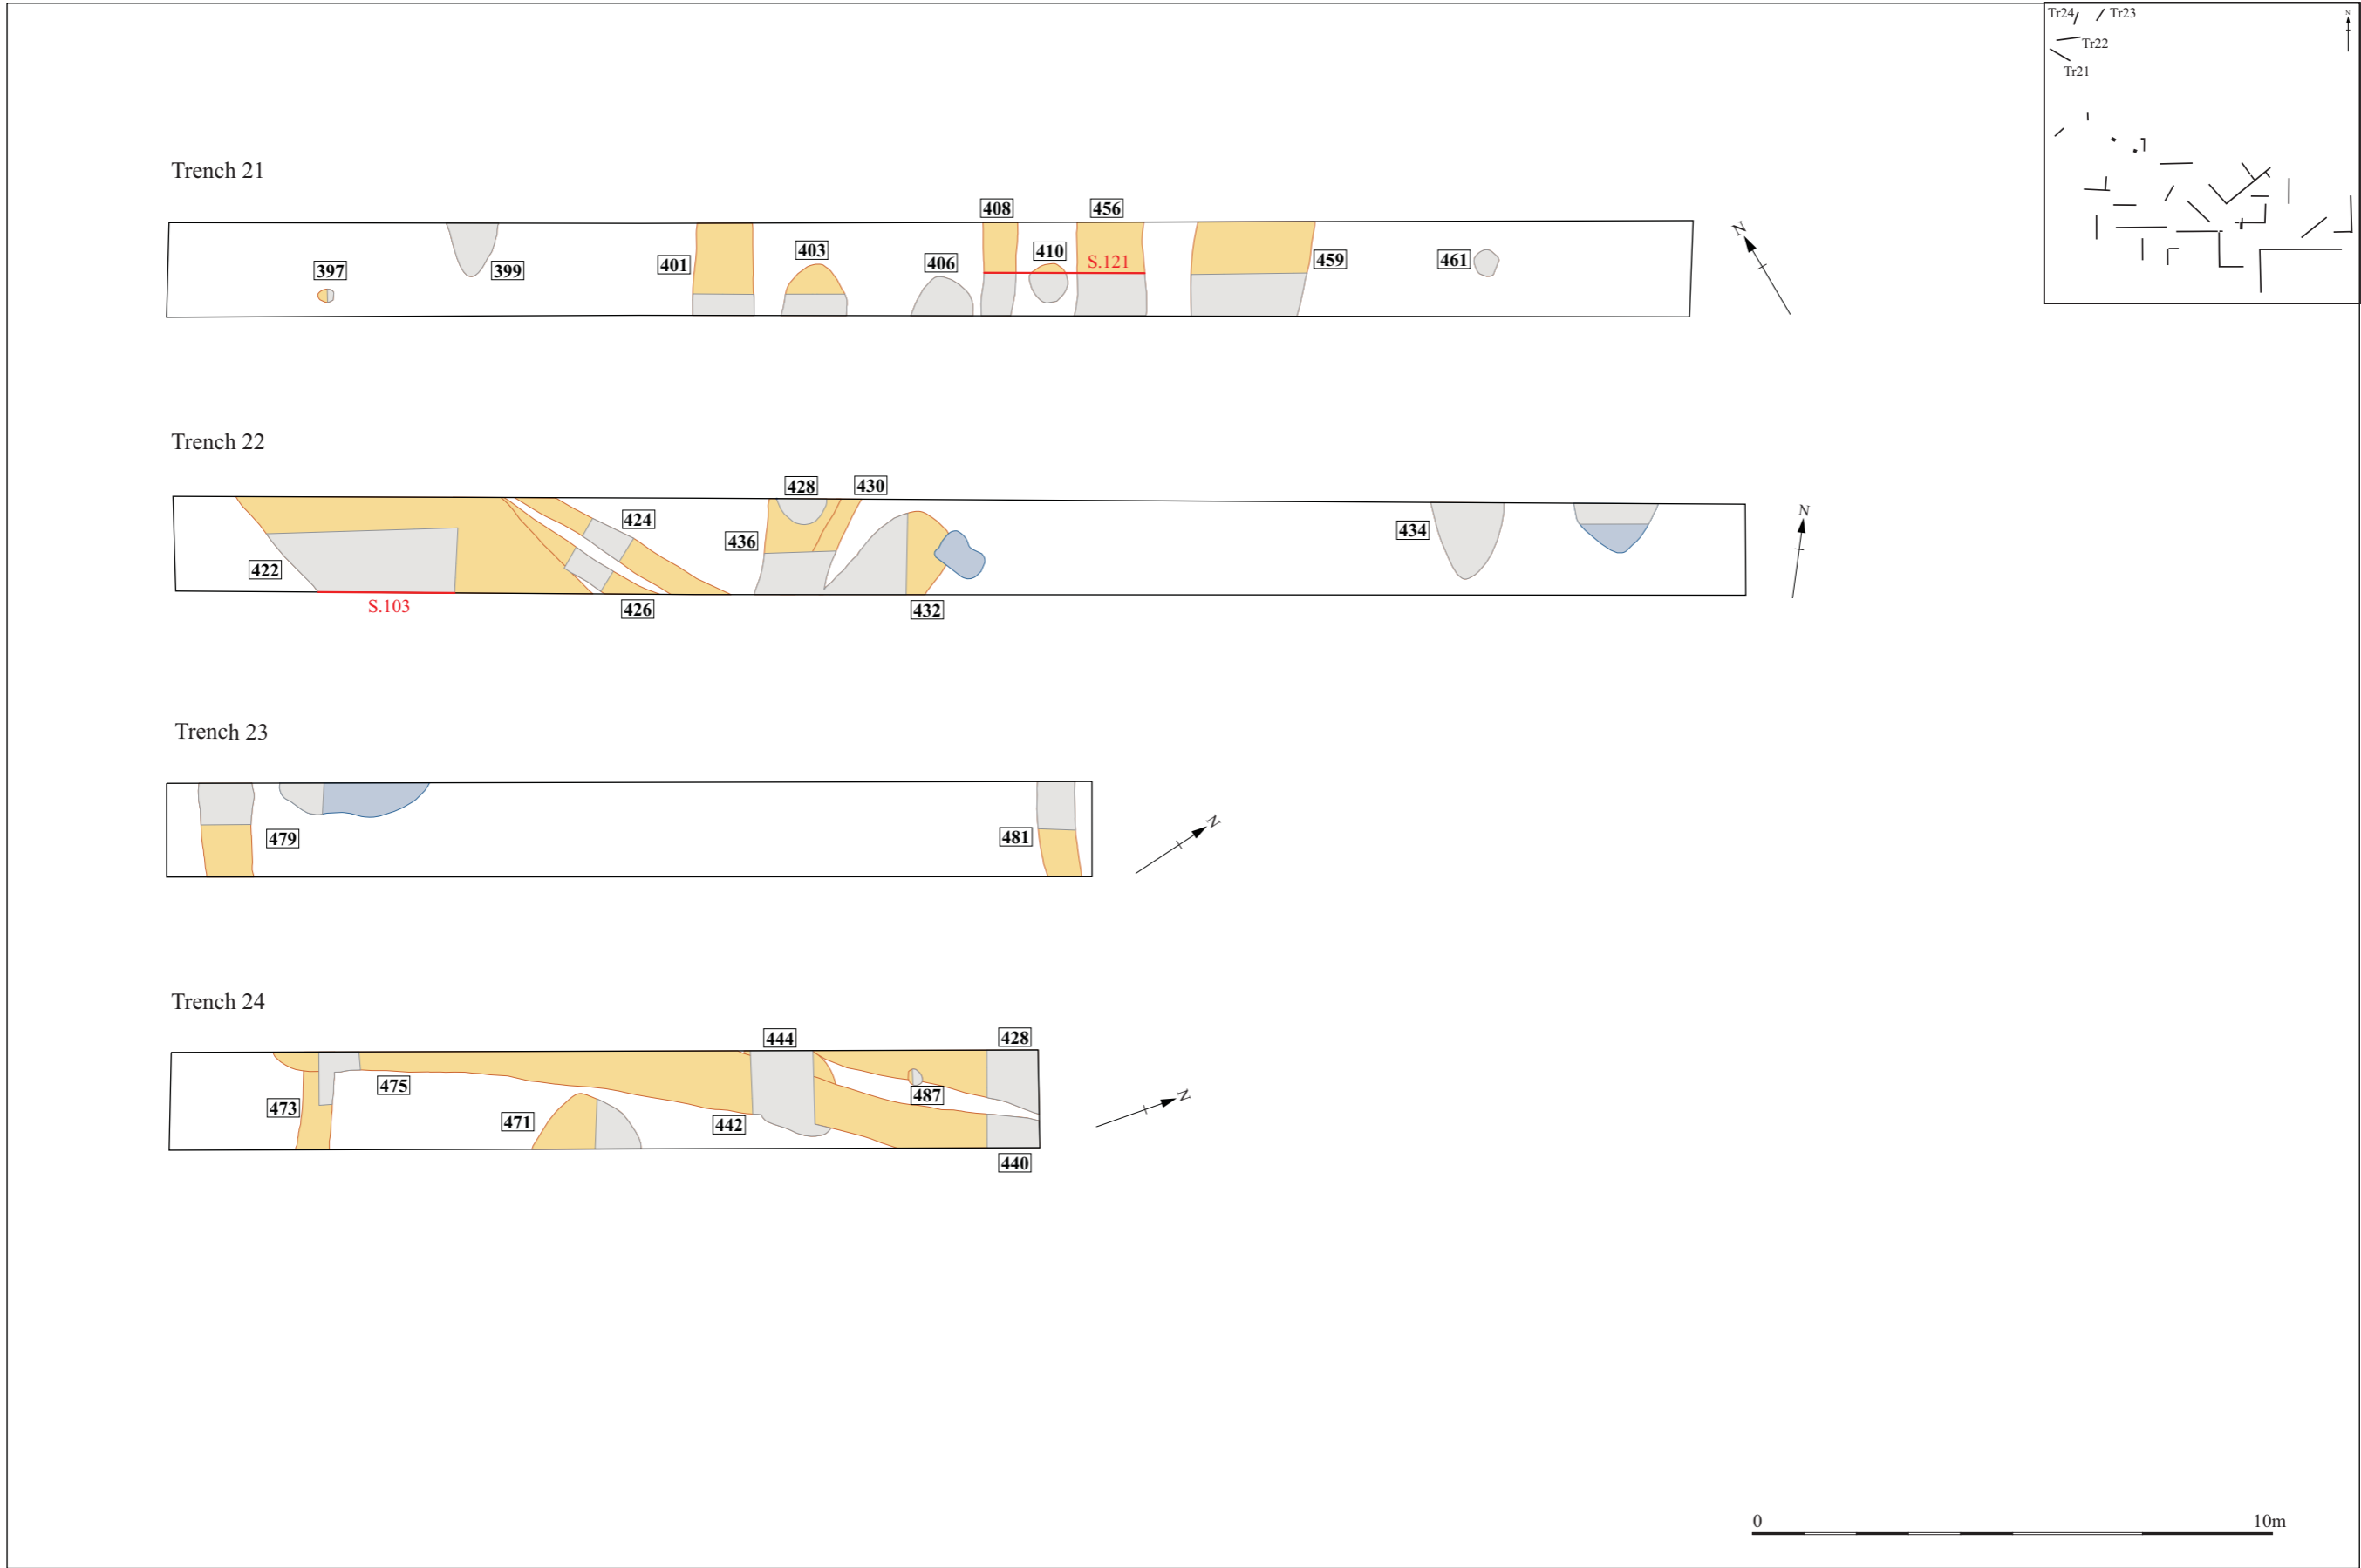 Tr24 Tr23
N
Tr22
Tr21
Trench 21
408 456
N
403 410
397 399 401 406 S.121 459 461
Trench 22
428 430
424 434 N
436
422
S.103 426 432
Trench 23
479 481 N
Trench 24
444 428
475 487 N
473
471 442
440
0 10m